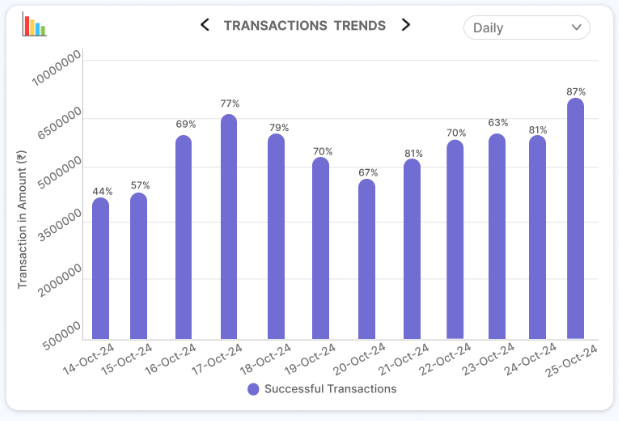 TRANSACTIONS TRENDS
Daily
Transaction in Amount (₹)
10000000
6500000
5000000
3500000
2000000
500000
44%
57%
69%
77%
79%
70%
67%
81%
70%
63%
81%
87%
14-Oct-24
15-Oct-24
16-Oct-24
17-Oct-24
18-Oct-24
19-Oct-24
20-Oct-24
21-Oct-24
22-Oct-24
23-Oct-24
24-Oct-24
25-Oct-24
Successful Transactions